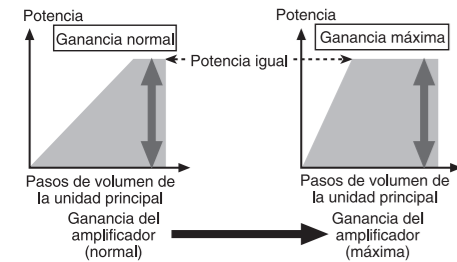 Potencia
Ganancia normal
Potencia igual
Pasos de volumen de
la unidad principal
Ganancia del
amplificador
(normal)
Potencia
Ganancia máxima
Pasos de volumen de
la unidad principal
Ganancia del
amplificador
(máxima)